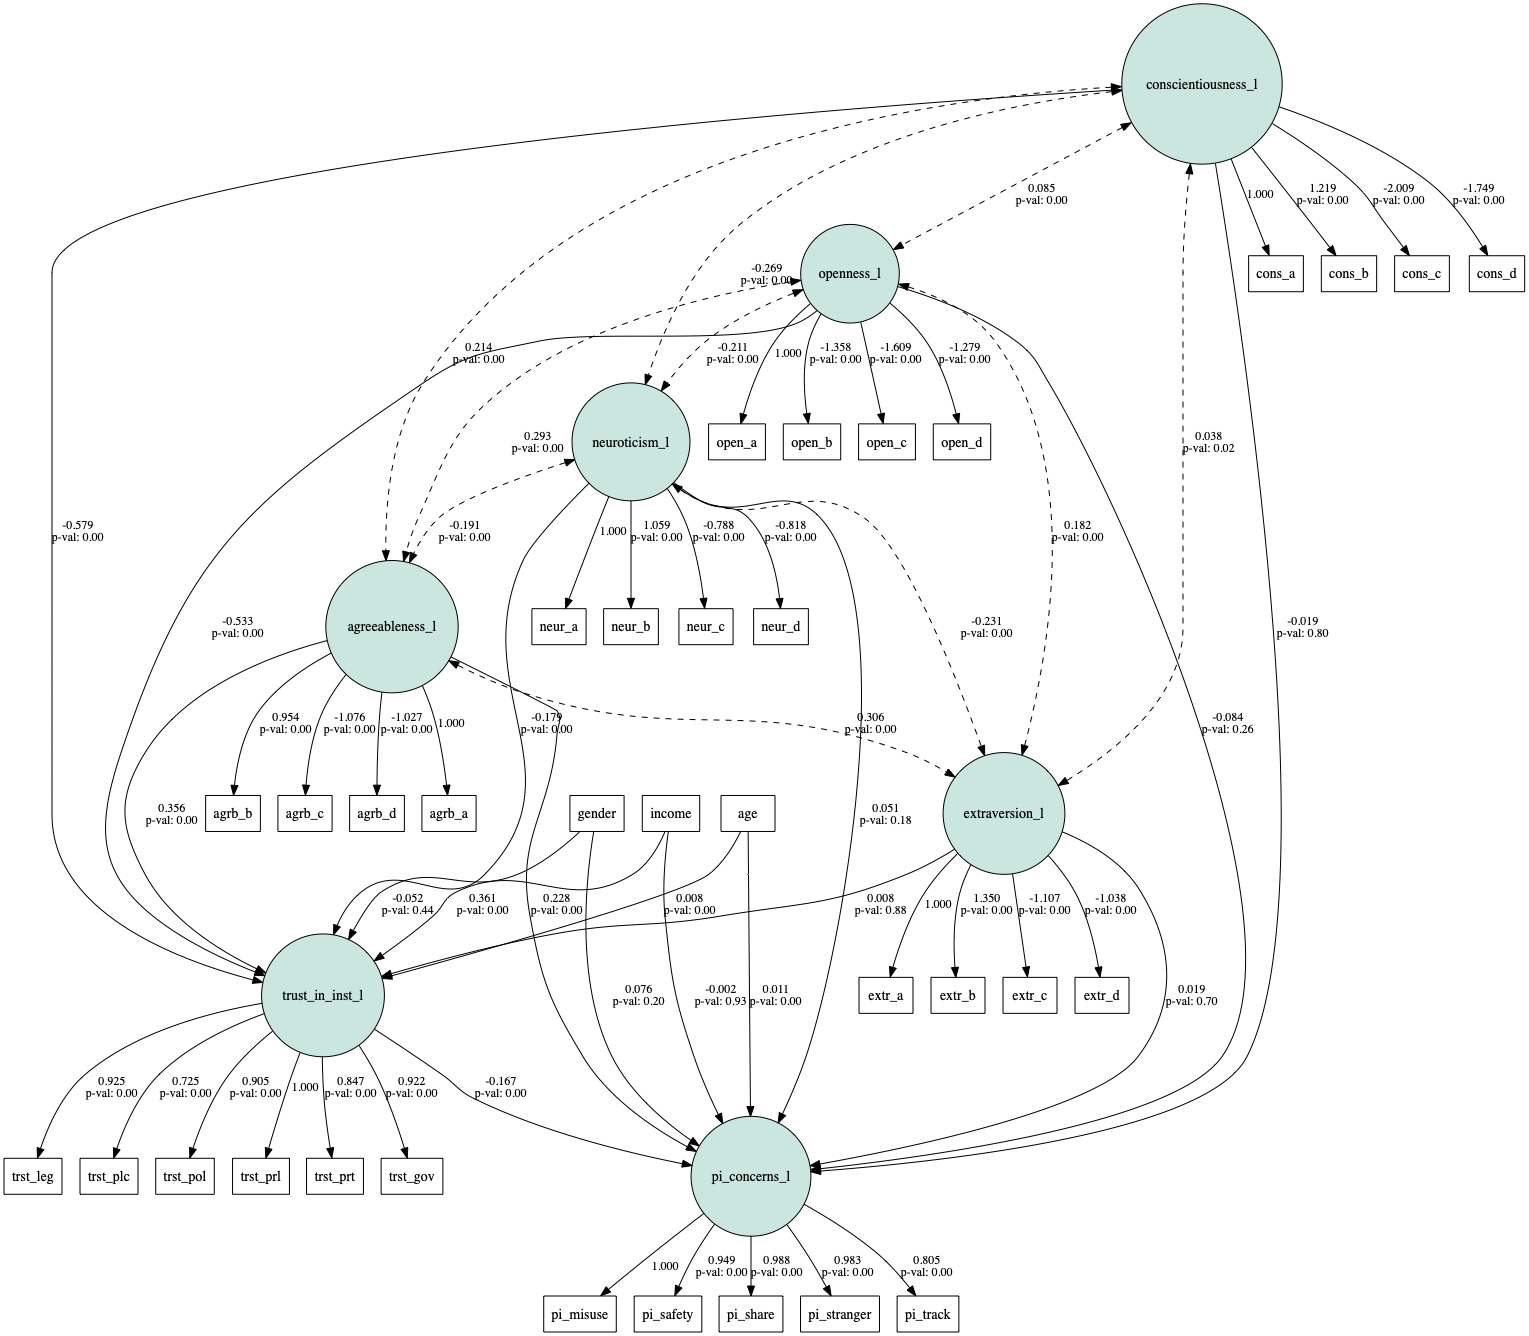 conscientiousness_l
0.085
p-val: 0.00
1.000
1.219
p-val: 0.00
-2.009
p-val: 0.00
-1.749
p-val: 0.00
openness_l
cons_a
cons_b
cons_c
cons_d
-0.269
p-val: 0.00
0.214
p-val: 0.00
-0.211
p-val: 0.00
1.000
-1.358
p-val: 0.00
-1.609
p-val: 0.00
-1.279
p-val: 0.00
0.293
p-val: 0.00
neuroticism_l
open_a
open_b
open_c
open_d
0.038
p-val: 0.02
-0.579
p-val: 0.00
-0.191
p-val: 0.00
1.000
1.059
p-val: 0.00
-0.788
p-val: 0.00
-0.818
p-val: 0.00
0.182
p-val: 0.00
-0.533
p-val: 0.00
agreeableness_l
neur_a
neur_b
neur_c
neur_d
-0.231
p-val: 0.00
-0.019
p-val: 0.80
0.954
p-val: 0.00
-1.076
p-val: 0.00
-1.027
p-val: 0.00
1.000
-0.179
p-val: 0.00
0.306
p-val: 0.00
-0.084
p-val: 0.26
0.356
p-val: 0.00
agrb_b
agrb_c
agrb_d
agrb_a
gender
income
age
0.051
p-val: 0.18
extraversion_l
-0.052
p-val: 0.44
0.361
p-val: 0.00
0.228
p-val: 0.00
0.008
p-val: 0.00
0.008
p-val: 0.88
1.000
1.350
p-val: 0.00
-1.107
p-val: 0.00
-1.038
p-val: 0.00
trust_in_inst_l
0.076
p-val: 0.20
-0.002
p-val: 0.93
0.011
p-val: 0.00
extr_a
extr_b
extr_c
extr_d
0.019
p-val: 0.70
0.925
p-val: 0.00
0.725
p-val: 0.00
0.905
p-val: 0.00
1.000
0.847
p-val: 0.00
0.922
p-val: 0.00
-0.167
p-val: 0.00
trst_leg
trst_plc
trst_pol
trst_prl
trst_prt
trst_gov
pi_concerns_l
1.000
0.949
p-val: 0.00
0.988
p-val: 0.00
0.983
p-val: 0.00
0.805
p-val: 0.00
pi_misuse
pi_safety
pi_share
pi_stranger
pi_track